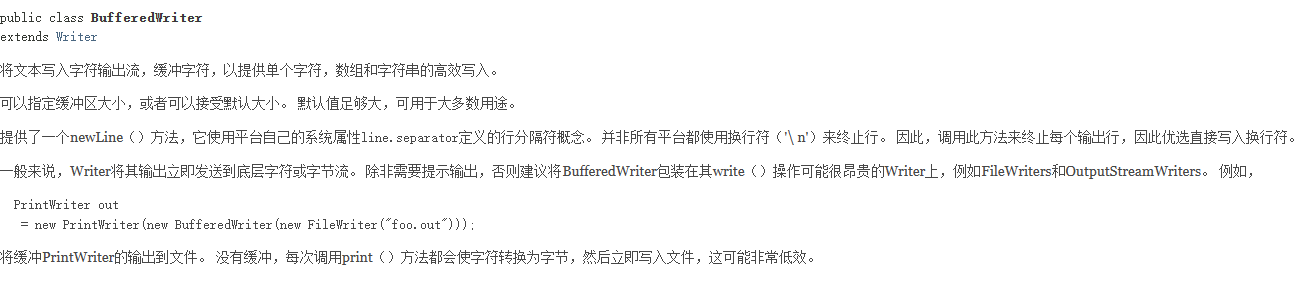 public class BufferedWriter
extends Writer
将文本写入字符输出流，缓冲字符，以提供单个字符，数组和字符串的高效写入。
可以指定缓冲区大小，或者可以接受默认大小。 默认值足够大，可用于大多数用途。
提供了一个newLine（）方法，它使用平台自己的系统属性line.separator定义的行分隔符概念。 并非所有平台都使用换行符（'\ n'）来终止行。 因此，调用此方法来终止每个输出行，因此优选直接写入换行符。
一般来说，Writer将其输出立即发送到底层字符或字节流。 除非需要提示输出，否则建议将BufferedWriter包装在其write（）操作可能很昂贵的Writer上，例如FileWriters和OutputStreamWriters。 例如，
PrintWriter out
= new PrintWriter(new BufferedWriter(new FileWriter("foo.out")));
将缓冲PrintWriter的输出到文件。 没有缓冲，每次调用print（）方法都会使字符转换为字节，然后立即写入文件，这可能非常低效。